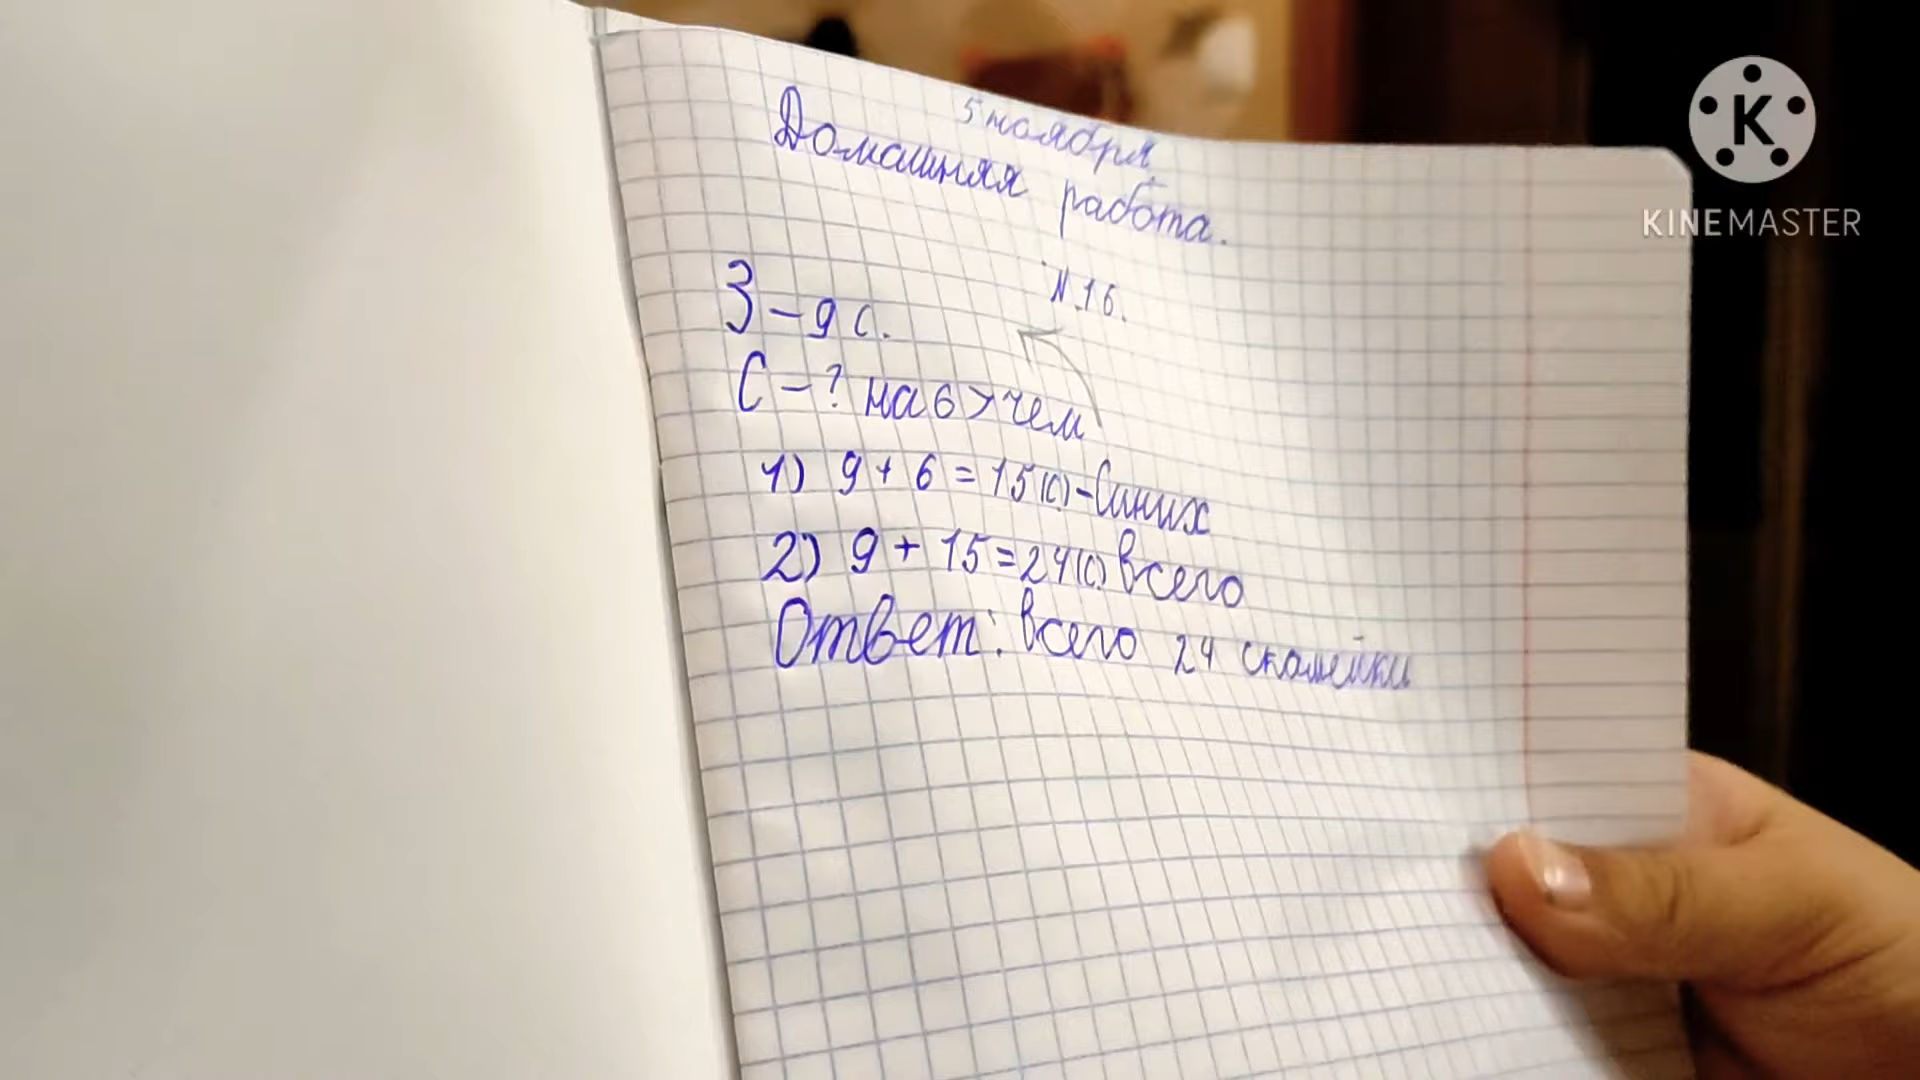 5 ноября
Домашняя работа.
N.16.
З - 9 с.
С - ? на 6 > чем
1) 9 + 6 = 15 (с) - Синих
2) 9 + 15 = 24 (с) всего
Ответ: всего 24 скамейки
K
KINEMASTER